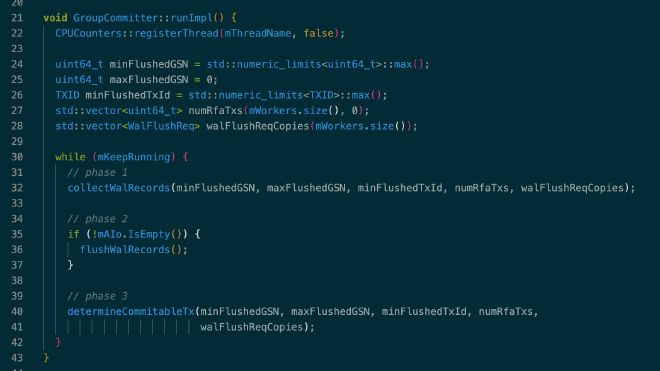 20
21 void GroupCommitter::runImpl() {
22 CPUCounters::registerThread(mThreadName, false);
23
24 uint64_t minFlushedGSN = std::numeric_limits<uint64_t>::max();
25 uint64_t maxFlushedGSN = 0;
26 TXID minFlushedTxId = std::numeric_limits<TXID>::max();
27 std::vector<uint64_t> numRfaTxs(mWorkers.size(), 0);
28 std::vector<WalFlushReq> walFlushReqCopies(mWorkers.size());
29
30 while (mKeepRunning) {
31 // phase 1
32 collectWalRecords(minFlushedGSN, maxFlushedGSN, minFlushedTxId, numRfaTxs, walFlushReqCopies);
33
34 // phase 2
35 if (!mAIo.IsEmpty()) {
36 flushWalRecords();
37 }
38
39 // phase 3
40 determineCommitableTx(minFlushedGSN, maxFlushedGSN, minFlushedTxId, numRfaTxs,
41 walFlushReqCopies);
42 }
43 }